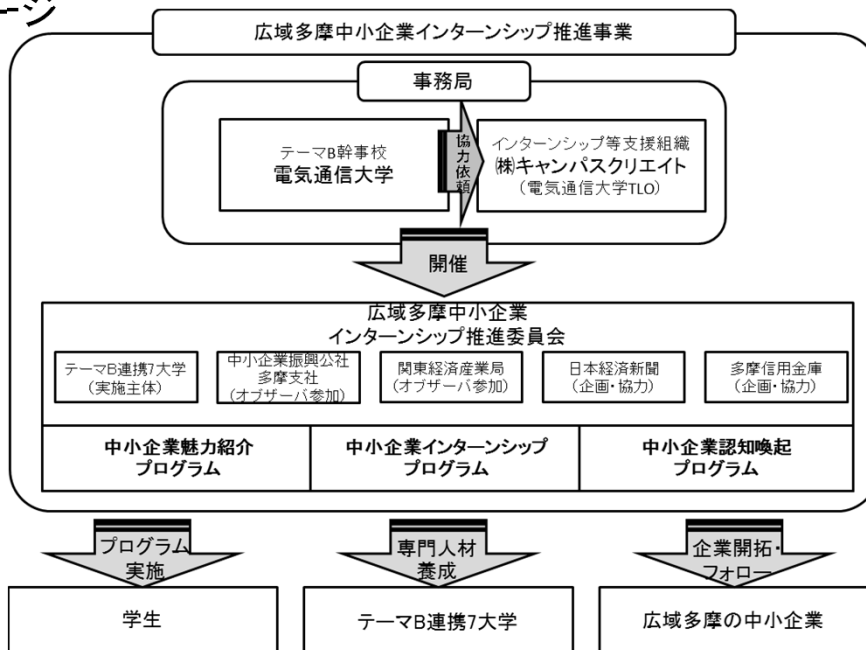 ージ
広域多摩中小企業インターンシップ推進事業
事務局
テーマB幹事校
電気通信大学
協力依頼
インターンシップ等支援組織
㈱キャンパスクリエイト
(電気通信大学TLO)
開催
広域多摩中小企業
インターンシップ推進委員会
テーマB連携7大学
(実施主体)
中小企業振興公社
多摩支社
(オブザーバ参加)
関東経済産業局
(オブザーバ参加)
日本経済新聞
(企画・協力)
多摩信用金庫
(企画・協力)
中小企業魅力紹介
プログラム
中小企業インターンシップ
プログラム
中小企業認知喚起
プログラム
プログラム
実施
専門人材
養成
企業開拓・
フォロー
学生
テーマB連携7大学
広域多摩の中小企業